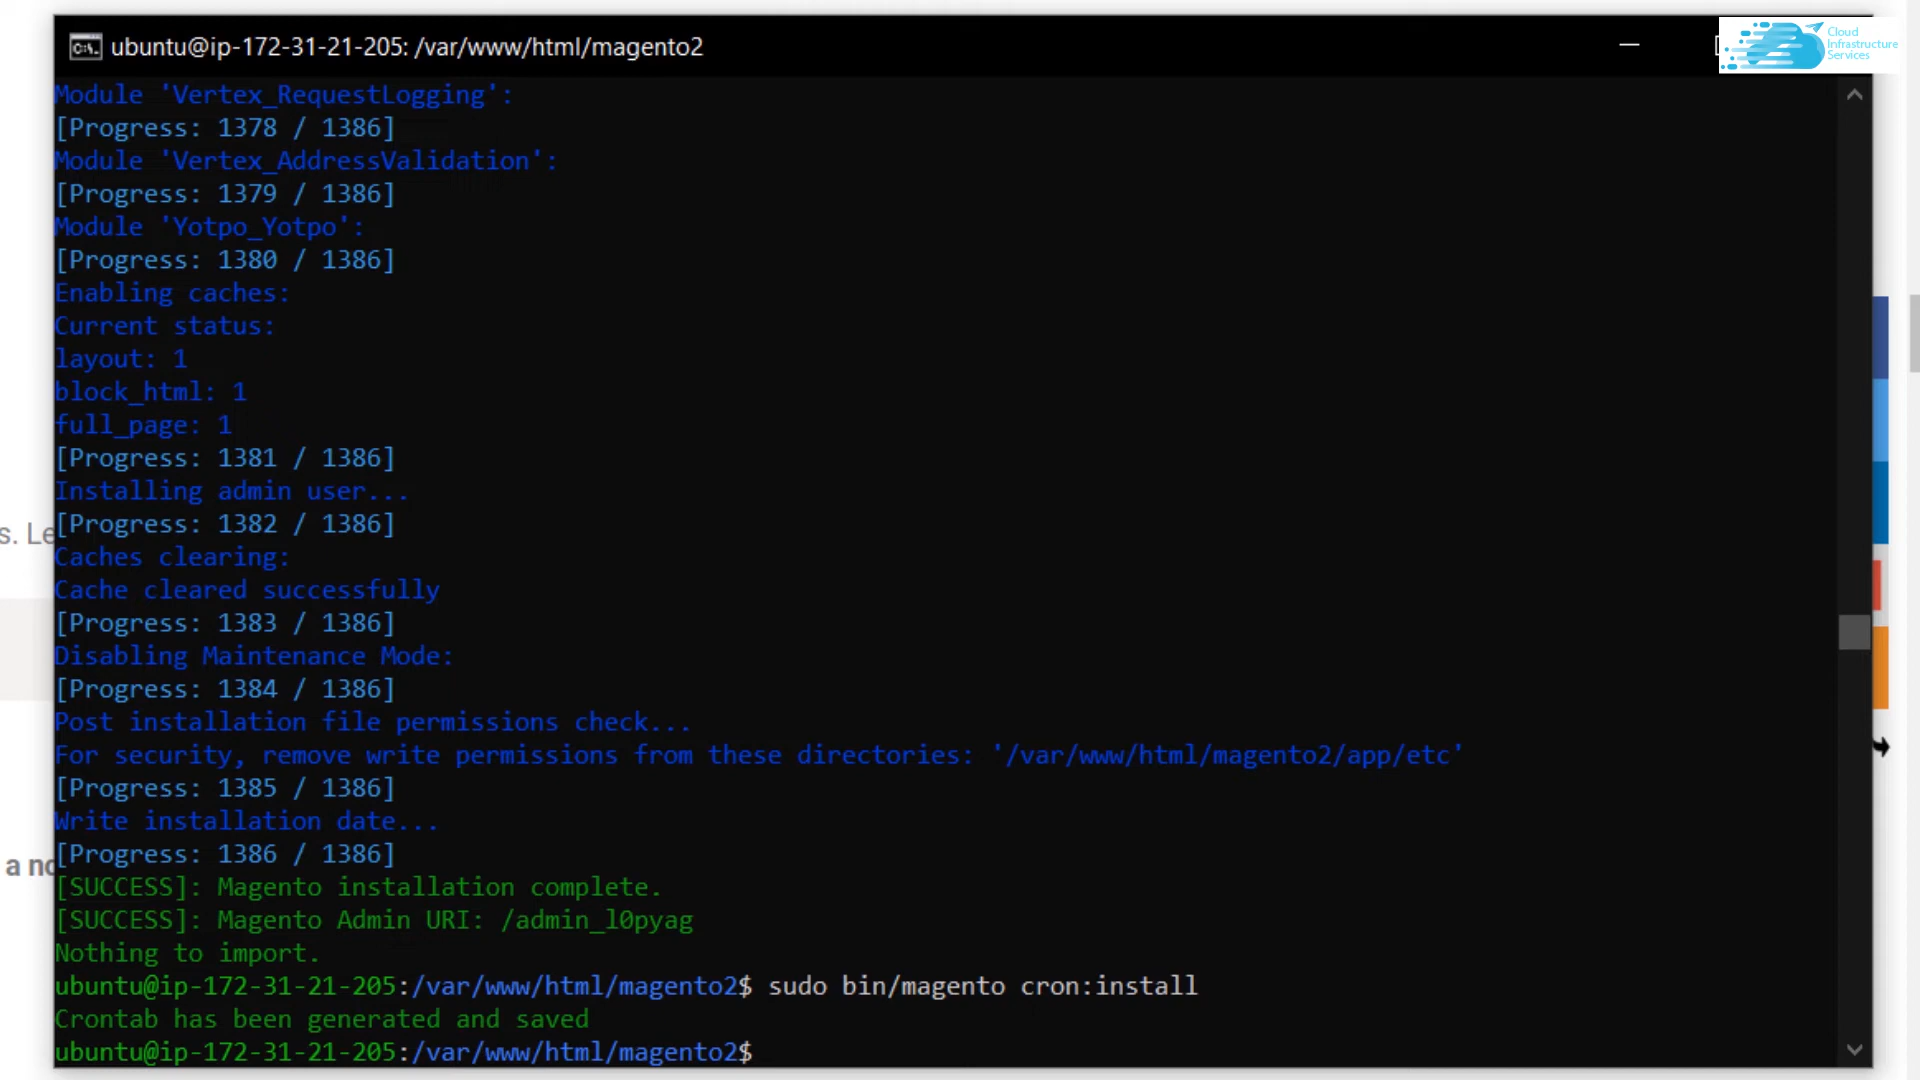 ubuntu@ip-172-31-21-205: /var/www/html/magento2
Cloud
Infrastructure
Services
Module 'Vertex_RequestLogging':
[Progress: 1378 / 1386]
Module 'Vertex_AddressValidation':
[Progress: 1379 / 1386]
Module 'Yotpo_Yotpo':
[Progress: 1380 / 1386]
Enabling caches:
Current status:
layout: 1
block_html: 1
full_page: 1
[Progress: 1381 / 1386]
Installing admin user...
[Progress: 1382 / 1386]
s. Le
Caches clearing:
Cache cleared successfully
[Progress: 1383 / 1386]
Disabling Maintenance Mode:
[Progress: 1384 / 1386]
Post installation file permissions check...
For security, remove write permissions from these directories: '/var/www/html/magento2/app/etc'
[Progress: 1385 / 1386]
Write installation date...
[Progress: 1386 / 1386]
a no
[SUCCESS]: Magento installation complete.
[SUCCESS]: Magento Admin URI: /admin_l0pyag
Nothing to import.
ubuntu@ip-172-31-21-205:/var/www/html/magento2$ sudo bin/magento cron:install
Crontab has been generated and saved
ubuntu@ip-172-31-21-205:/var/www/html/magento2$